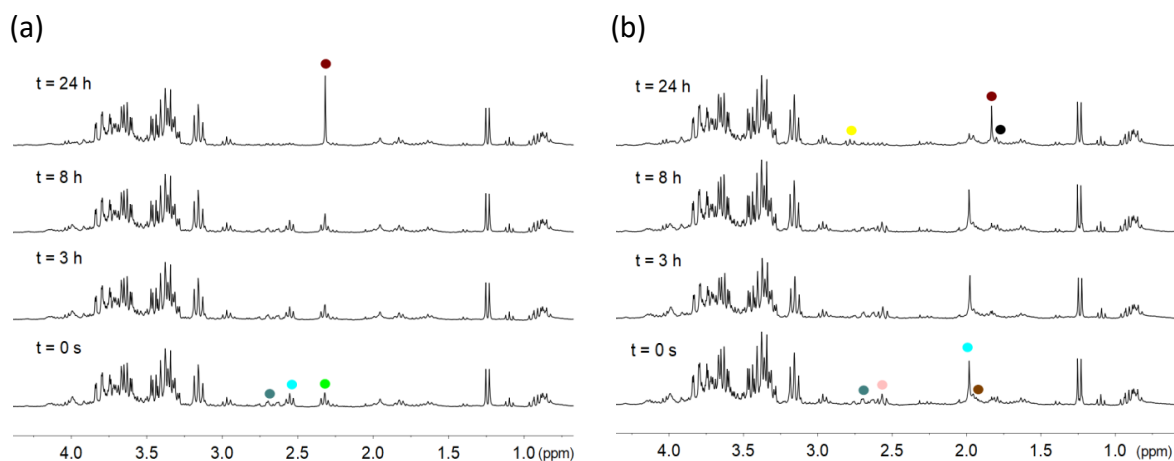 (a)
t = 24 h
t = 8 h
t = 3 h
t = 0 s
4.0 3.5 3.0 2.5 2.0 1.5 1.0 (ppm)
(b)
t = 24 h
t = 8 h
t = 3 h
t = 0 s
4.0 3.5 3.0 2.5 2.0 1.5 1.0 (ppm)